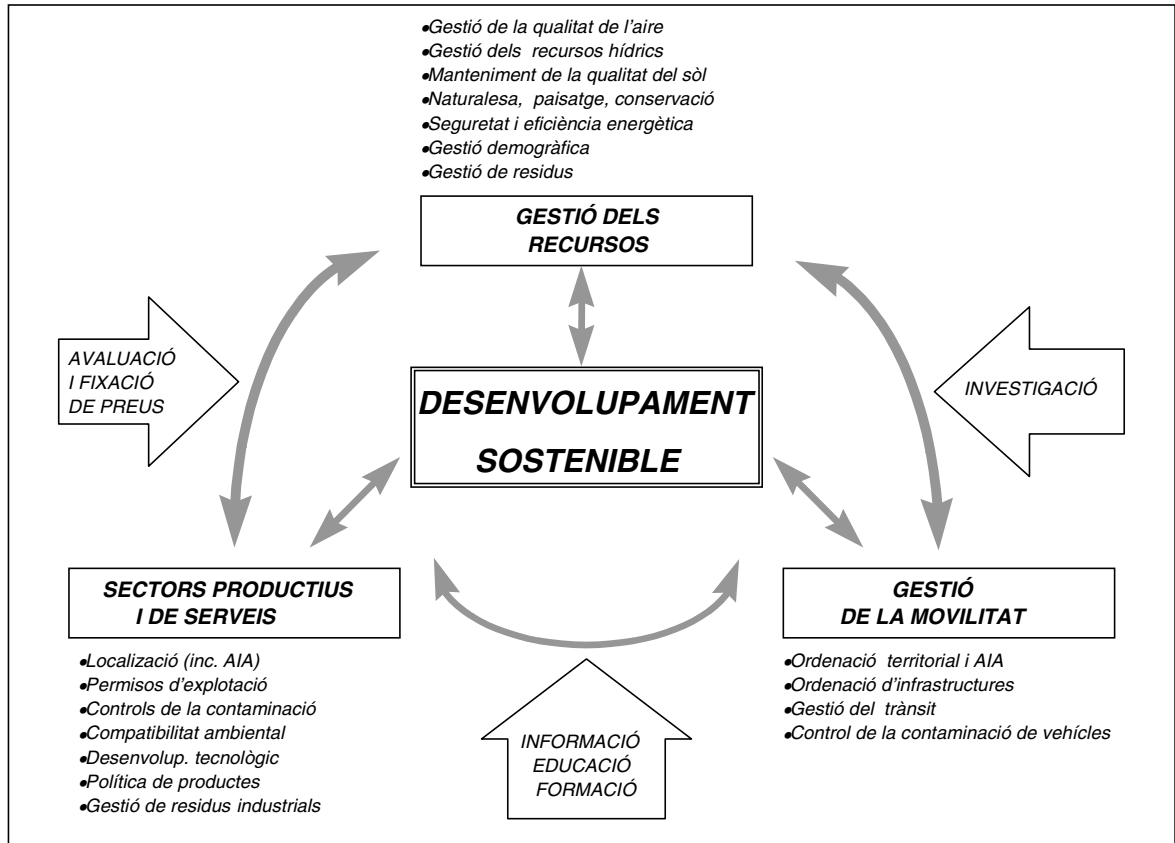 •Gestió de la qualitat de l'aire
•Gestió dels recursos hídrics
•Manteniment de la qualitat del sòl
•Naturalesa, paisatge, conservació
•Seguretat i eficiència energètica
•Gestió demogràfica
•Gestió de residus
GESTIÓ DELS
RECURSOS
AVALUACIÓ
I FIXACIÓ
DE PREUS
INVESTIGACIÓ
DESENVOLUPAMENT
SOSTENIBLE
SECTORS PRODUCTIUS
I DE SERVEIS
•Localizació (inc. AIA)
•Permisos d'explotació
•Controls de la contaminació
•Compatibilitat ambiental
•Desenvolup. tecnològic
•Política de productes
•Gestió de residus industrials
INFORMACIÓ
EDUCACIÓ
FORMACIÓ
GESTIÓ
DE LA MOVILITAT
•Ordenació territorial i AIA
•Ordenació d'infrastructures
•Gestió del trànsit
•Control de la contaminació de vehícles